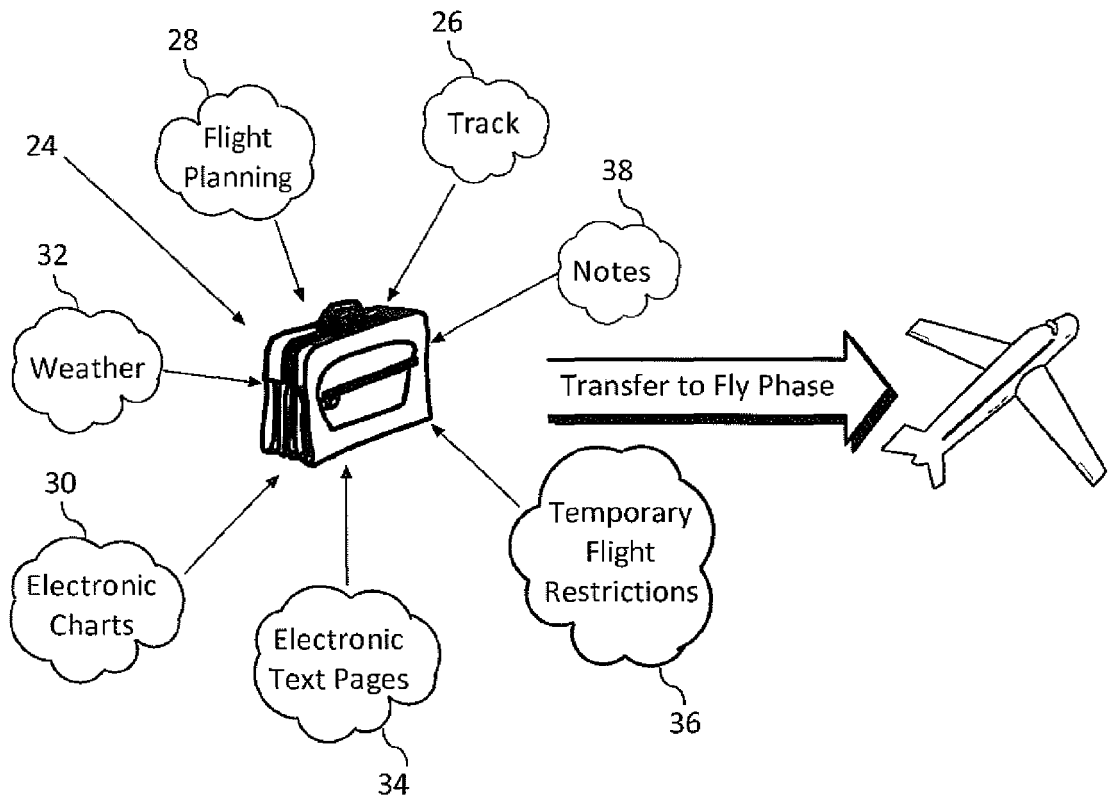 28
26
Flight
Planning
Track
24
38
Notes
32
Weather
Transfer to Fly Phase
30
Electronic
Charts
Temporary
Flight
Restrictions
Electronic
Text Pages
36
34